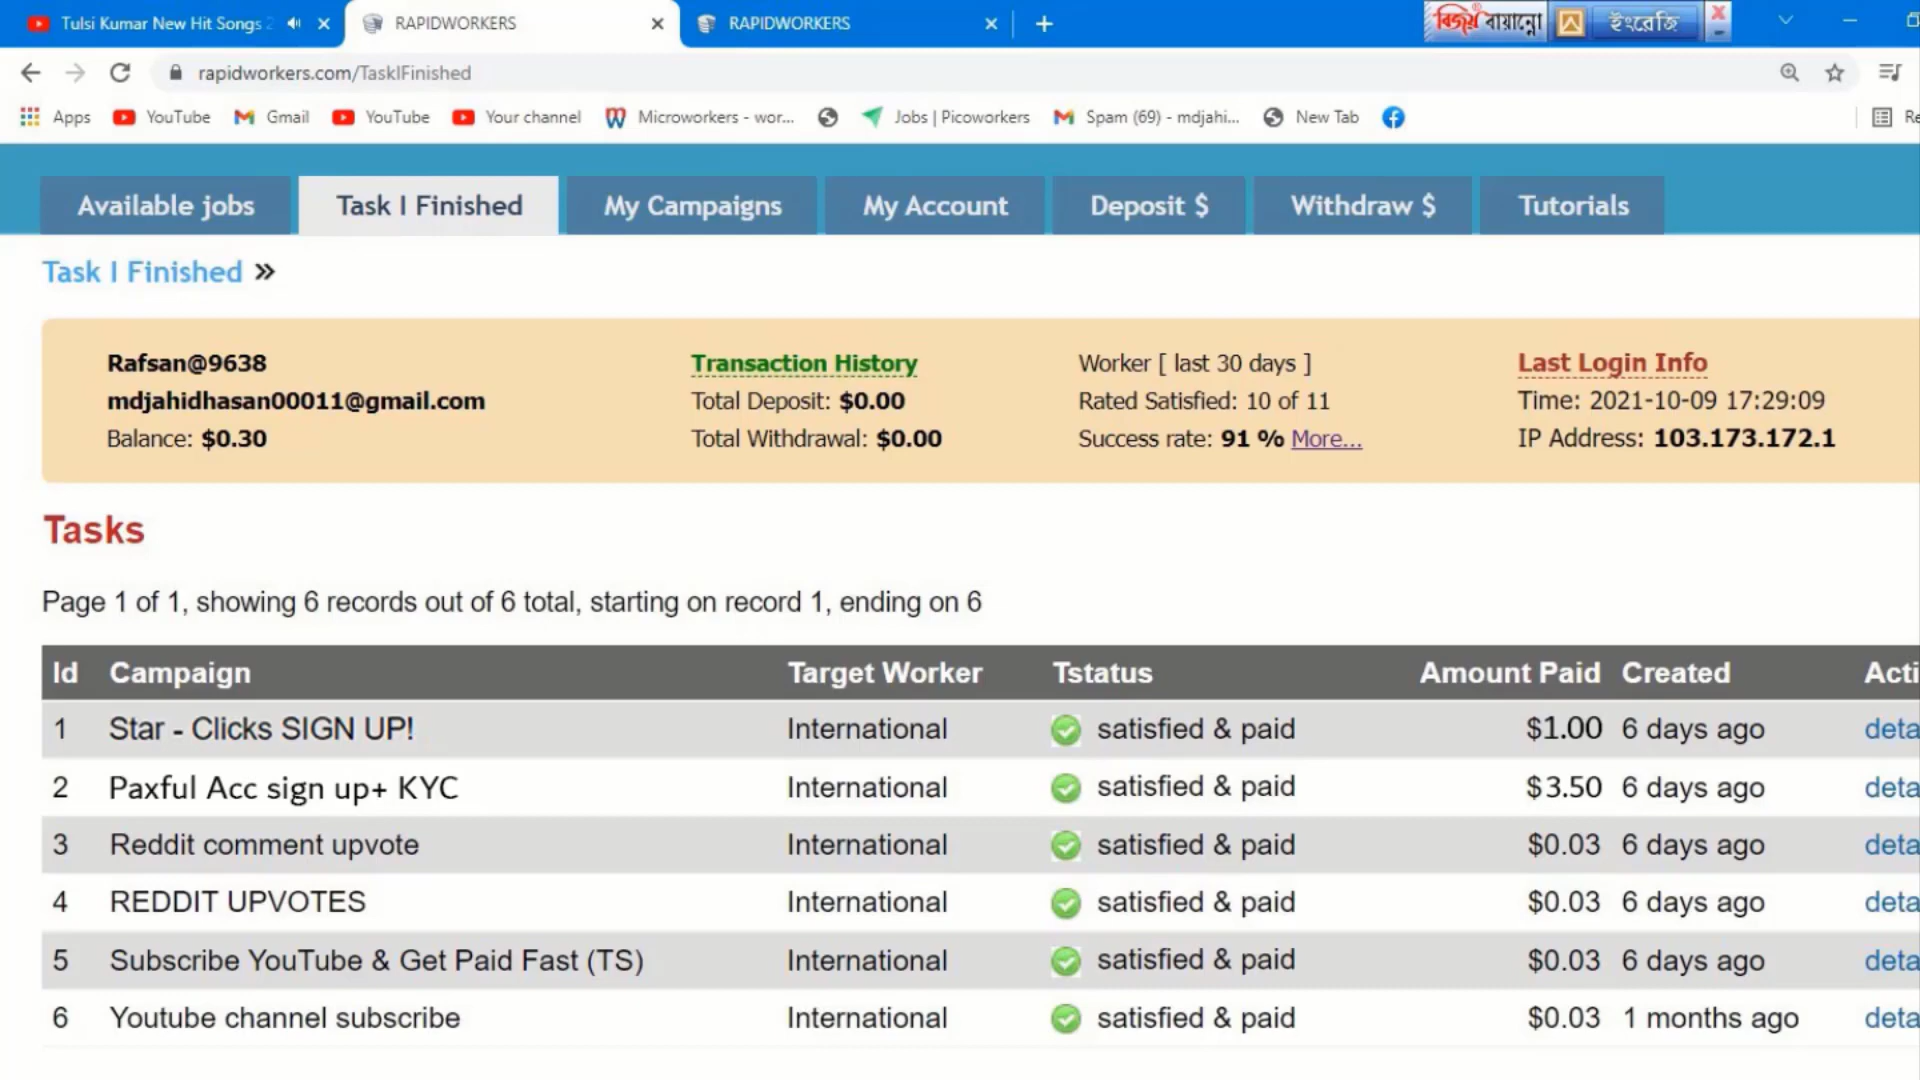 Tulsi Kumar New Hit Songs 2
RAPIDWORKERS
RAPIDWORKERS
বিজয় বায়ান্নো
ইংরেজি
rapidworkers.com/TaskIFinished
Apps YouTube Gmail YouTube Your channel Microworkers - wor... Jobs | Picoworkers Spam (69) - mdjahi... New Tab Re
Available jobs Task I Finished My Campaigns My Account Deposit $ Withdraw $ Tutorials
Task I Finished »
Rafsan@9638 Transaction History Worker [ last 30 days ] Last Login Info
mdjahidhasan00011@gmail.com Total Deposit: $0.00 Rated Satisfied: 10 of 11 Time: 2021-10-09 17:29:09
Balance: $0.30 Total Withdrawal: $0.00 Success rate: 91 % More... IP Address: 103.173.172.1
Tasks
Page 1 of 1, showing 6 records out of 6 total, starting on record 1, ending on 6
Id Campaign Target Worker Tstatus Amount Paid Created Acti
1 Star - Clicks SIGN UP! International satisfied & paid $1.00 6 days ago deta
2 Paxful Acc sign up+ KYC International satisfied & paid $3.50 6 days ago deta
3 Reddit comment upvote International satisfied & paid $0.03 6 days ago deta
4 REDDIT UPVOTES International satisfied & paid $0.03 6 days ago deta
5 Subscribe YouTube & Get Paid Fast (TS) International satisfied & paid $0.03 6 days ago deta
6 Youtube channel subscribe International satisfied & paid $0.03 1 months ago deta